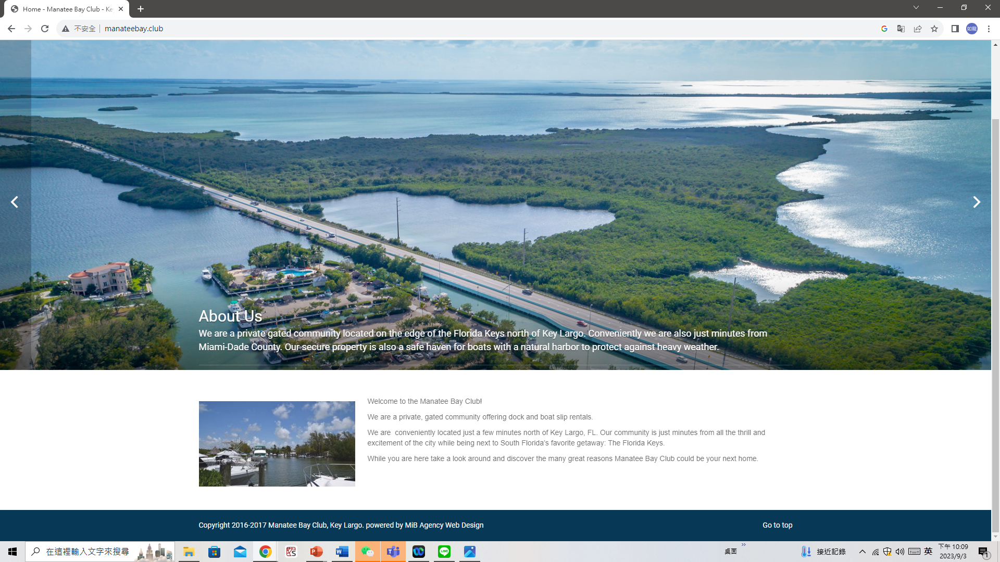 Home - Manatee Bay Club - Ke
不安全
manateebay.club
如龍
About Us
We are a private gated community located on the edge of the Florida Keys north of Key Largo. Conveniently we are also just minutes from
Miami-Dade County. Our secure property is also a safe haven for boats with a natural harbor to protect against heavy weather.
Welcome to the Manatee Bay Club!
We are a private, gated community offering dock and boat slip rentals.
We are  conveniently located just a few minutes north of Key Largo, FL. Our community is just minutes from all the thrill and
excitement of the city while being next to South Florida's favorite getaway: The Florida Keys.
While you are here take a look around and discover the many great reasons Manatee Bay Club could be your next home.
Copyright 2016-2017 Manatee Bay Club, Key Largo. powered by MiB Agency Web Design
Go to top
在這裡輸入文字來搜尋
桌面
接近記錄
英
下午 10:09
2023/9/3
1